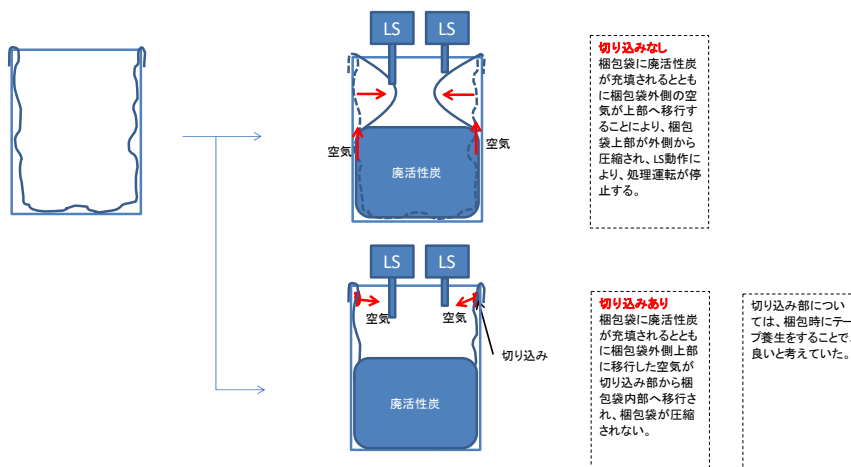 LS
LS
空気
空気
廃活性炭
切り込みなし
梱包袋に廃活性炭
が充填されるととも
に梱包袋外側の空
気が上部へ移行す
ることにより、梱包
袋上部が外側から
圧縮され、LS動作に
より、処理運転が停
止する。
LS
LS
空気
空気
切り込み
廃活性炭
切り込みあり
梱包袋に廃活性炭
が充填されるととも
に梱包袋外側上部
に移行した空気が
切り込み部から梱
包袋内部へ移行さ
れ、梱包袋が圧縮
されない。
切り込み部につい
ては、梱包時にテー
プ養生をすることで、
良いと考えていた。